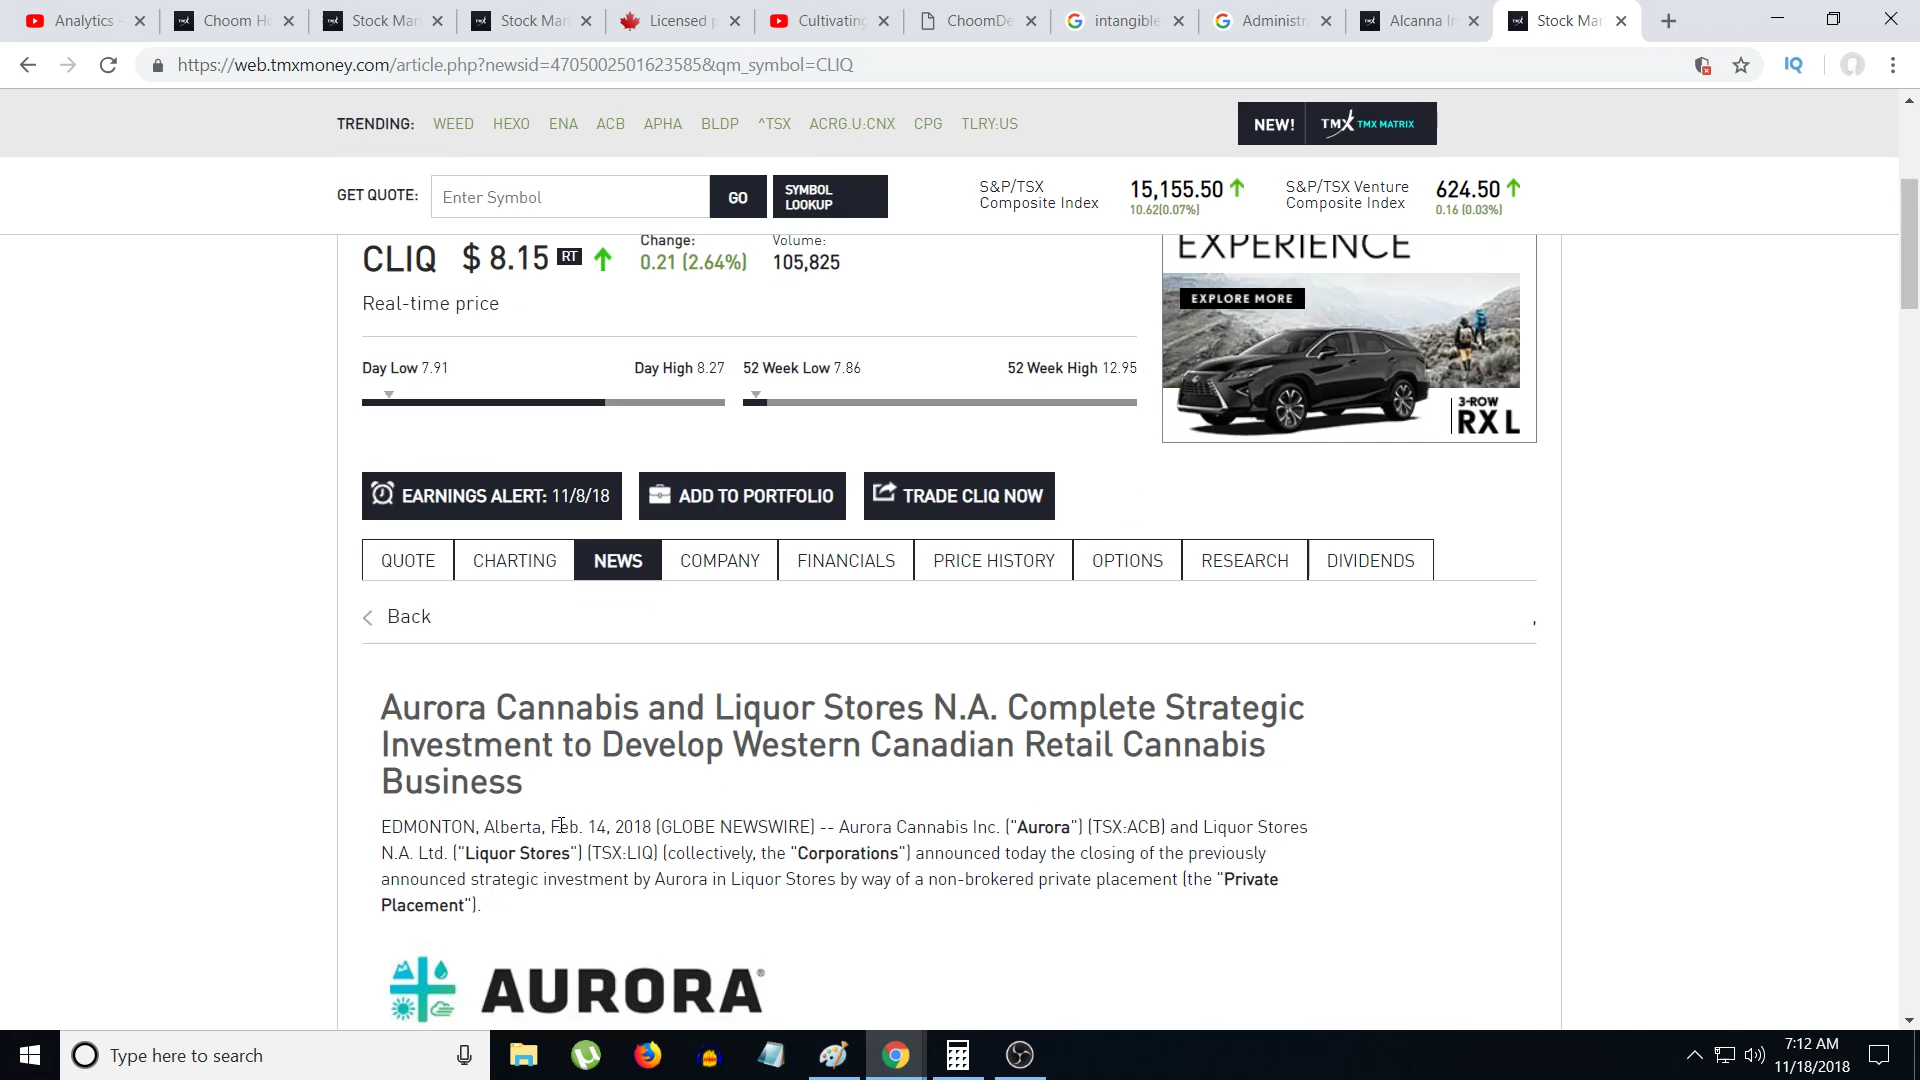 Analytics -
Choom Ho
Stock Mar
Stock Mar
Licensed p
Cultivating
ChoomDe
intangible
Administra
Alcanna In
Stock Mar
https://web.tmxmoney.com/article.php?newsid=4705002501623585&qm_symbol=CLIQ
IQ
TRENDING: WEED HEXO ENA ACB APHA BLDP ^TSX ACRG.U:CNX CPG TLRY:US
NEW! TMX TMX MATRIX
GET QUOTE: Enter Symbol GO SYMBOL LOOKUP
S&P/TSX Composite Index 15,155.50 10.62(0.07%)
S&P/TSX Venture Composite Index 624.50 0.16 (0.03%)
CLIQ $ 8.15 RT
Change: 0.21 (2.64%)
Volume: 105,825
Real-time price
EXPERIENCE
EXPLORE MORE
3-ROW
RX L
Day Low 7.91 Day High 8.27 52 Week Low 7.86 52 Week High 12.95
EARNINGS ALERT: 11/8/18 ADD TO PORTFOLIO TRADE CLIQ NOW
QUOTE CHARTING NEWS COMPANY FINANCIALS PRICE HISTORY OPTIONS RESEARCH DIVIDENDS
Back
,
Aurora Cannabis and Liquor Stores N.A. Complete Strategic
Investment to Develop Western Canadian Retail Cannabis
Business
EDMONTON, Alberta, Feb. 14, 2018 (GLOBE NEWSWIRE) -- Aurora Cannabis Inc. ("Aurora") (TSX:ACB) and Liquor Stores
N.A. Ltd. ("Liquor Stores") (TSX:LIQ) (collectively, the "Corporations") announced today the closing of the previously
announced strategic investment by Aurora in Liquor Stores by way of a non-brokered private placement (the "Private
Placement").
AURORA®
Type here to search
7:12 AM
11/18/2018